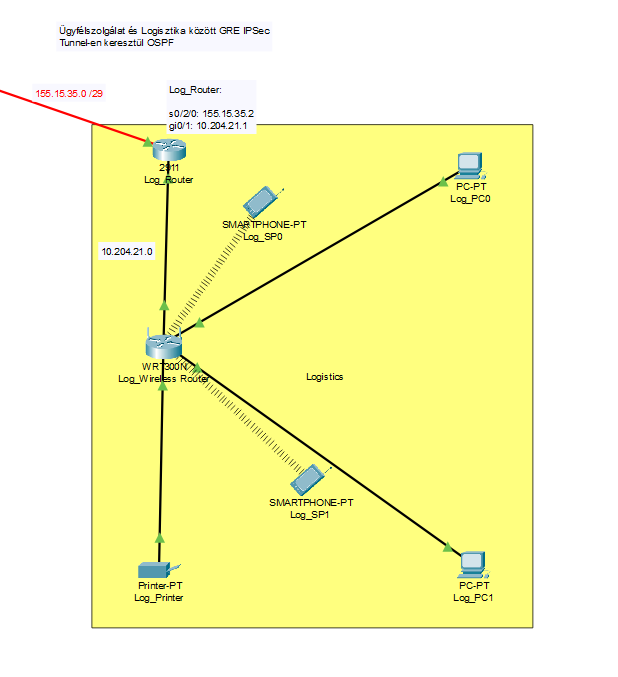 Ügyfélszolgálat és Logisztika között GRE IPSec
Tunnel-en keresztül OSPF
155.15.35.0 /29
Log_Router:
s0/2/0: 155.15.35.2
gi0/1: 10.204.21.1
2911
Log_Router
PC-PT
Log_PC0
SMARTPHONE-PT
Log_SP0
10.204.21.0
WRT300N
Log_Wireless Router
Logistics
SMARTPHONE-PT
Log_SP1
Printer-PT
Log_Printer
PC-PT
Log_PC1